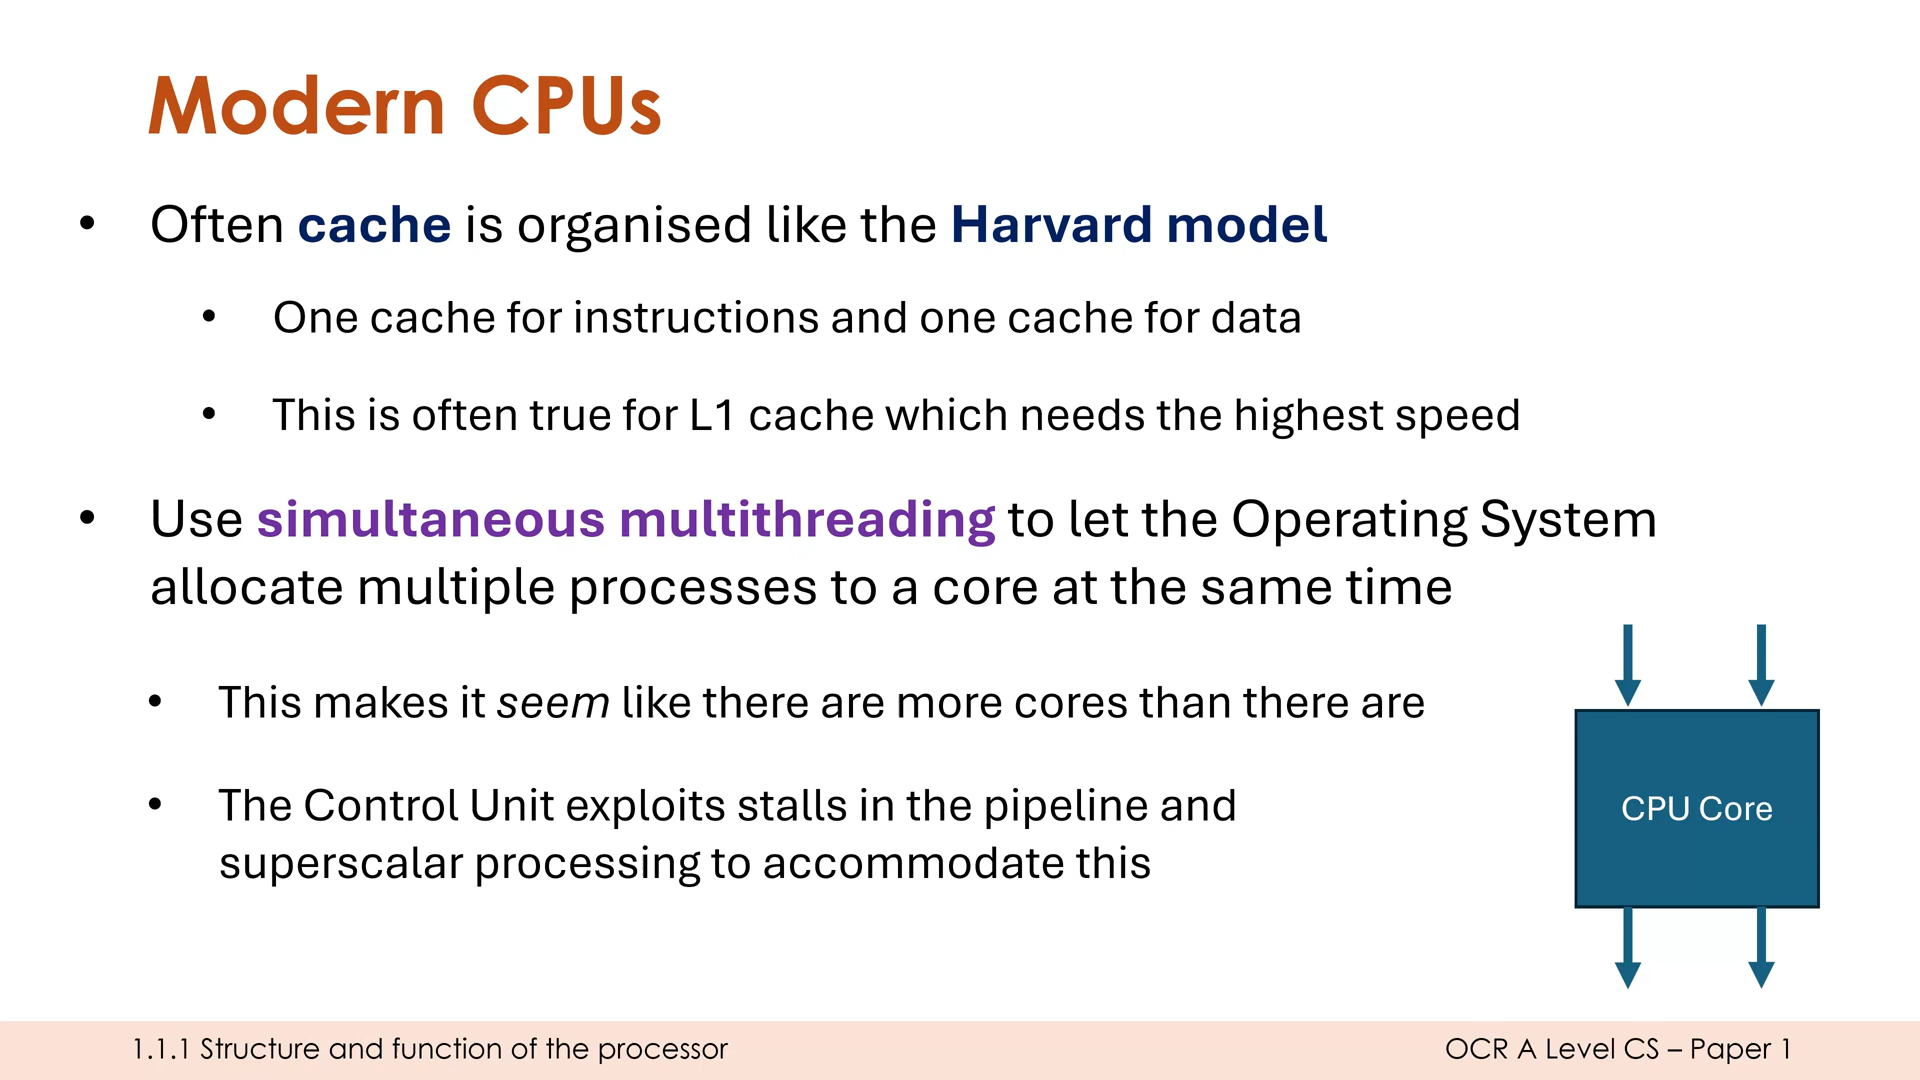 Modern CPUs
• Often cache is organised like the Harvard model
• One cache for instructions and one cache for data
• This is often true for L1 cache which needs the highest speed
• Use simultaneous multithreading to let the Operating System
allocate multiple processes to a core at the same time
• This makes it seem like there are more cores than there are
• The Control Unit exploits stalls in the pipeline and
superscalar processing to accommodate this
CPU Core
1.1.1 Structure and function of the processor
OCR A Level CS – Paper 1